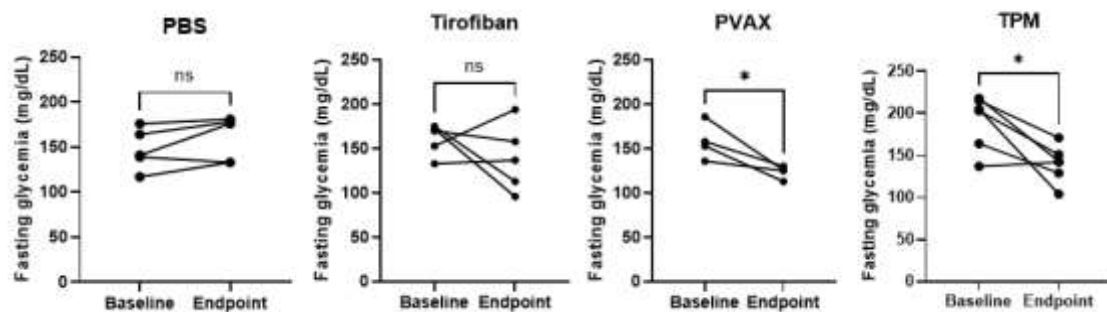 PBS
Fasting glycemia (mg/dL)
250
200
150
100
50
0
ns
Baseline Endpoint
Tirofiban
Fasting glycemia (mg/dL)
250
200
150
100
50
0
ns
Baseline Endpoint
PVAX
Fasting glycemia (mg/dL)
250
200
150
100
50
0
*
Baseline Endpoint
TPM
Fasting glycemia (mg/dL)
250
200
150
100
50
0
*
Baseline Endpoint